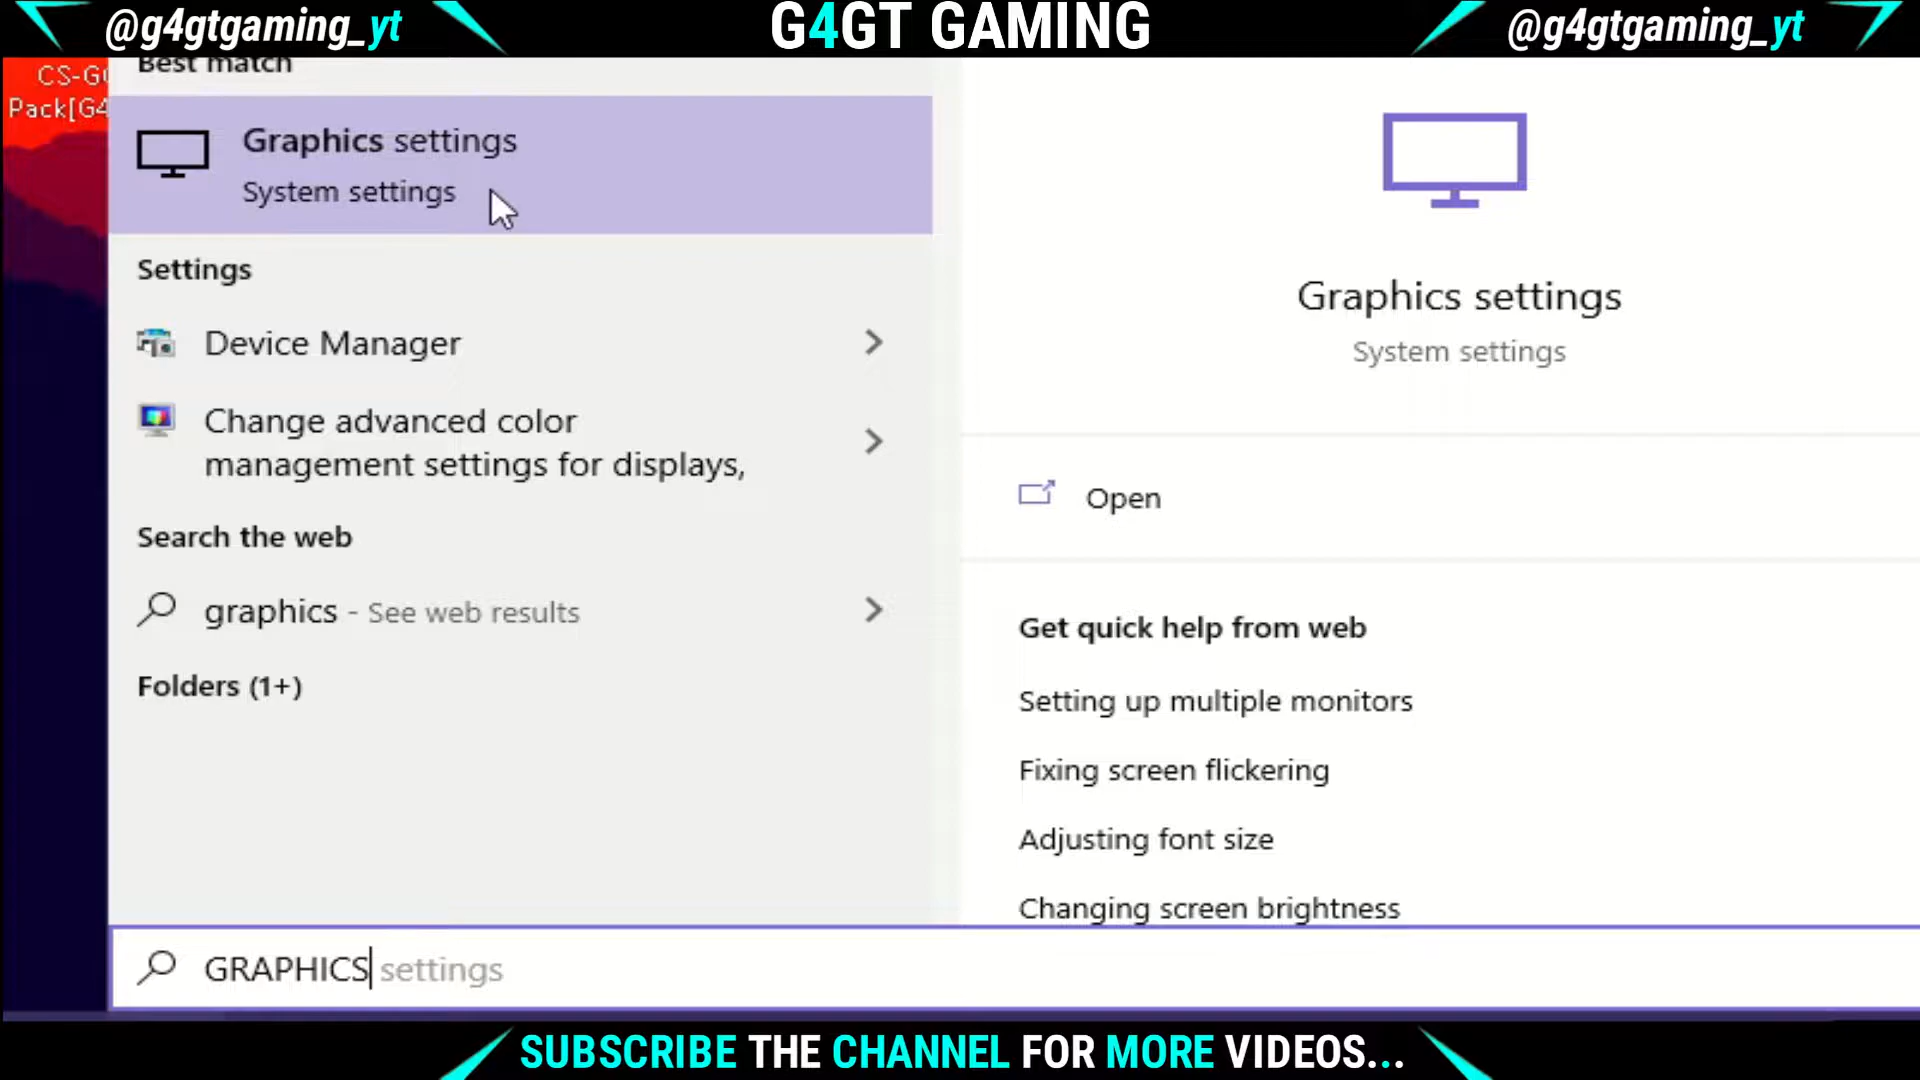 @g4gtgaming_yt
G4GT GAMING
@g4gtgaming_yt
CS-G
Pack[G4
Best match
Graphics settings
System settings
Settings
Device Manager
Change advanced color
management settings for displays,
Search the web
graphics - See web results
Folders (1+)
Graphics settings
System settings
Open
Get quick help from web
Setting up multiple monitors
Fixing screen flickering
Adjusting font size
Changing screen brightness
GRAPHICS settings
SUBSCRIBE THE CHANNEL FOR MORE VIDEOS...